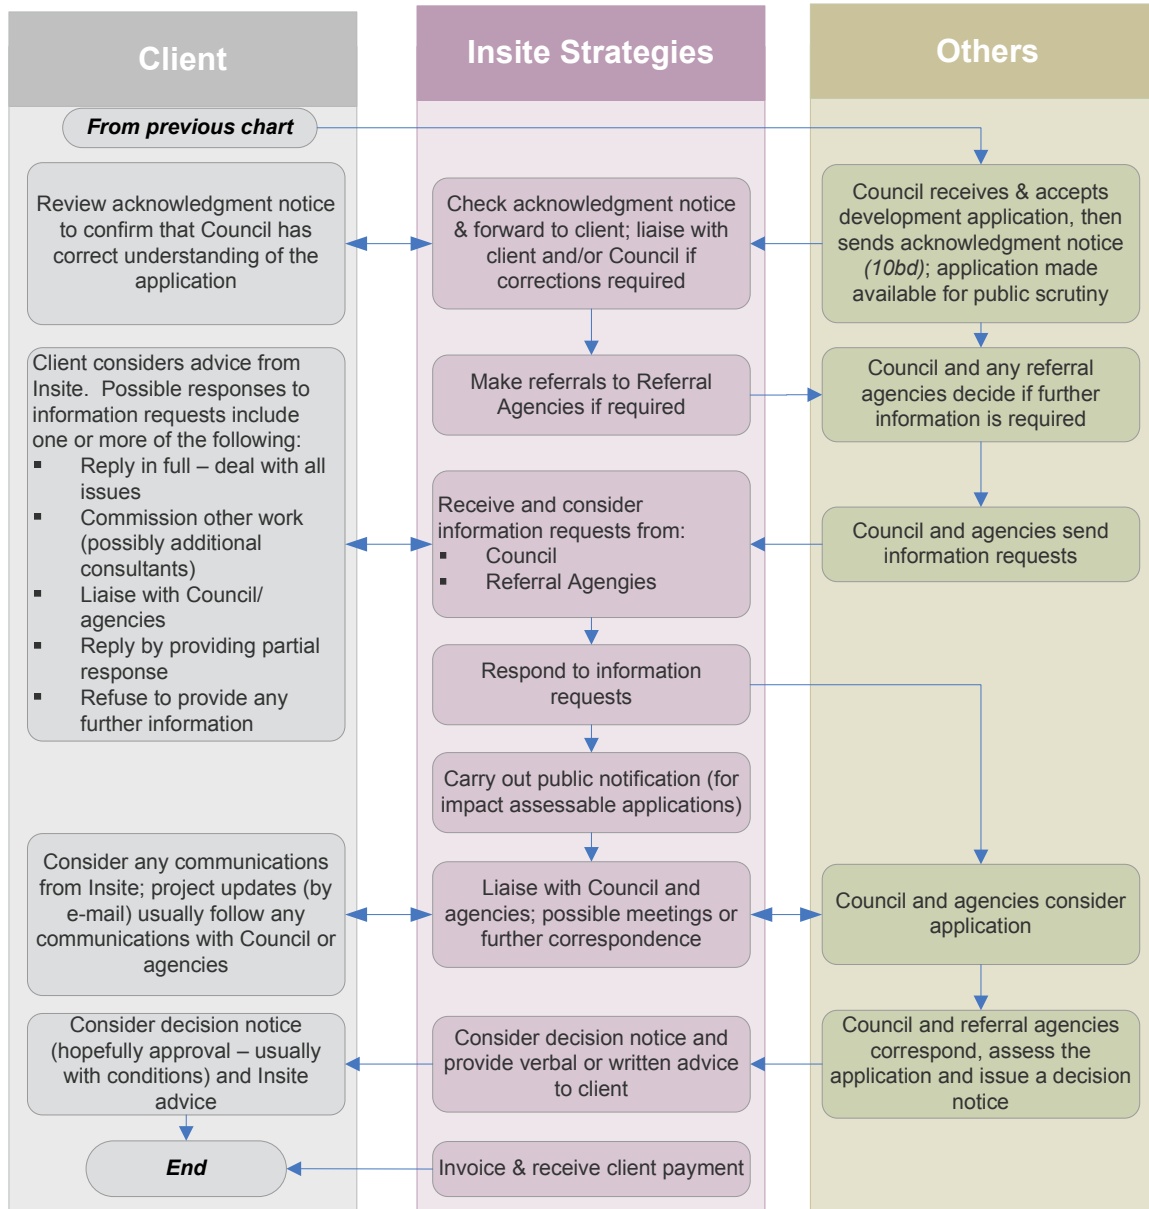 Client
Insite Strategies
Others
From previous chart
Review acknowledgment notice
to confirm that Council has
correct understanding of the
application
Check acknowledgment notice
& forward to client; liaise with
client and/or Council if
corrections required
Council receives & accepts
development application, then
sends acknowledgment notice
(10bd); application made
available for public scrutiny
Client considers advice from
Insite.  Possible responses to
information requests include
one or more of the following:
▪ Reply in full – deal with all
issues
▪ Commission other work
(possibly additional
consultants)
▪ Liaise with Council/
agencies
▪ Reply by providing partial
response
▪ Refuse to provide any
further information
Make referrals to Referral
Agencies if required
Council and any referral
agencies decide if further
information is required
Receive and consider
information requests from:
▪ Council
▪ Referral Agengies
Council and agencies send
information requests
Respond to information
requests
Carry out public notification (for
impact assessable applications)
Consider any communications
from Insite; project updates (by
e-mail) usually follow any
communications with Council or
agencies
Liaise with Council and
agencies; possible meetings or
further correspondence
Council and agencies consider
application
Consider decision notice
(hopefully approval – usually
with conditions) and Insite
advice
Consider decision notice and
provide verbal or written advice
to client
Council and referral agencies
correspond, assess the
application and issue a decision
notice
End
Invoice & receive client payment